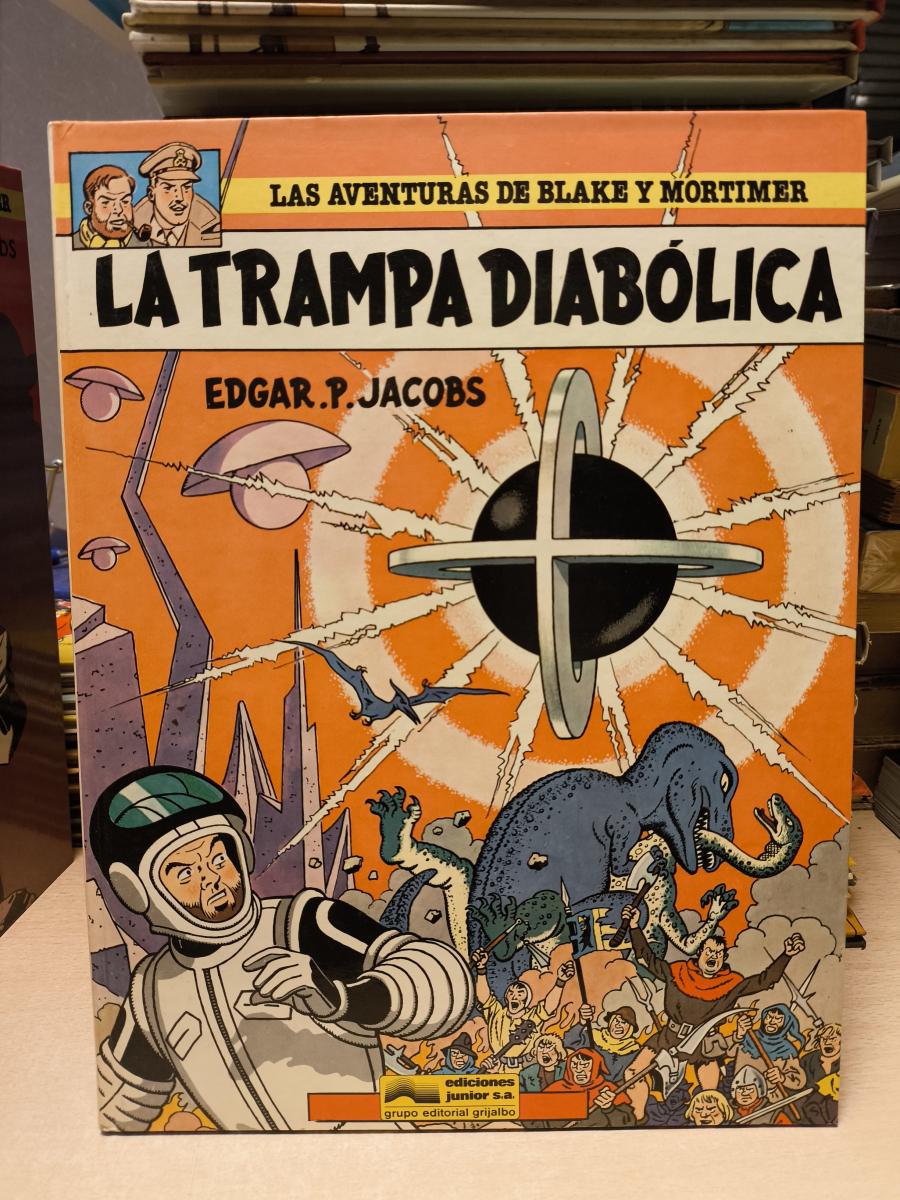 LAS AVENTURAS DE BLAKE Y MORTIMER
LA TRAMPA DIABÓLICA
EDGAR.P.JACOBS
ediciones
junior s.a.
grupo editorial grijalbo